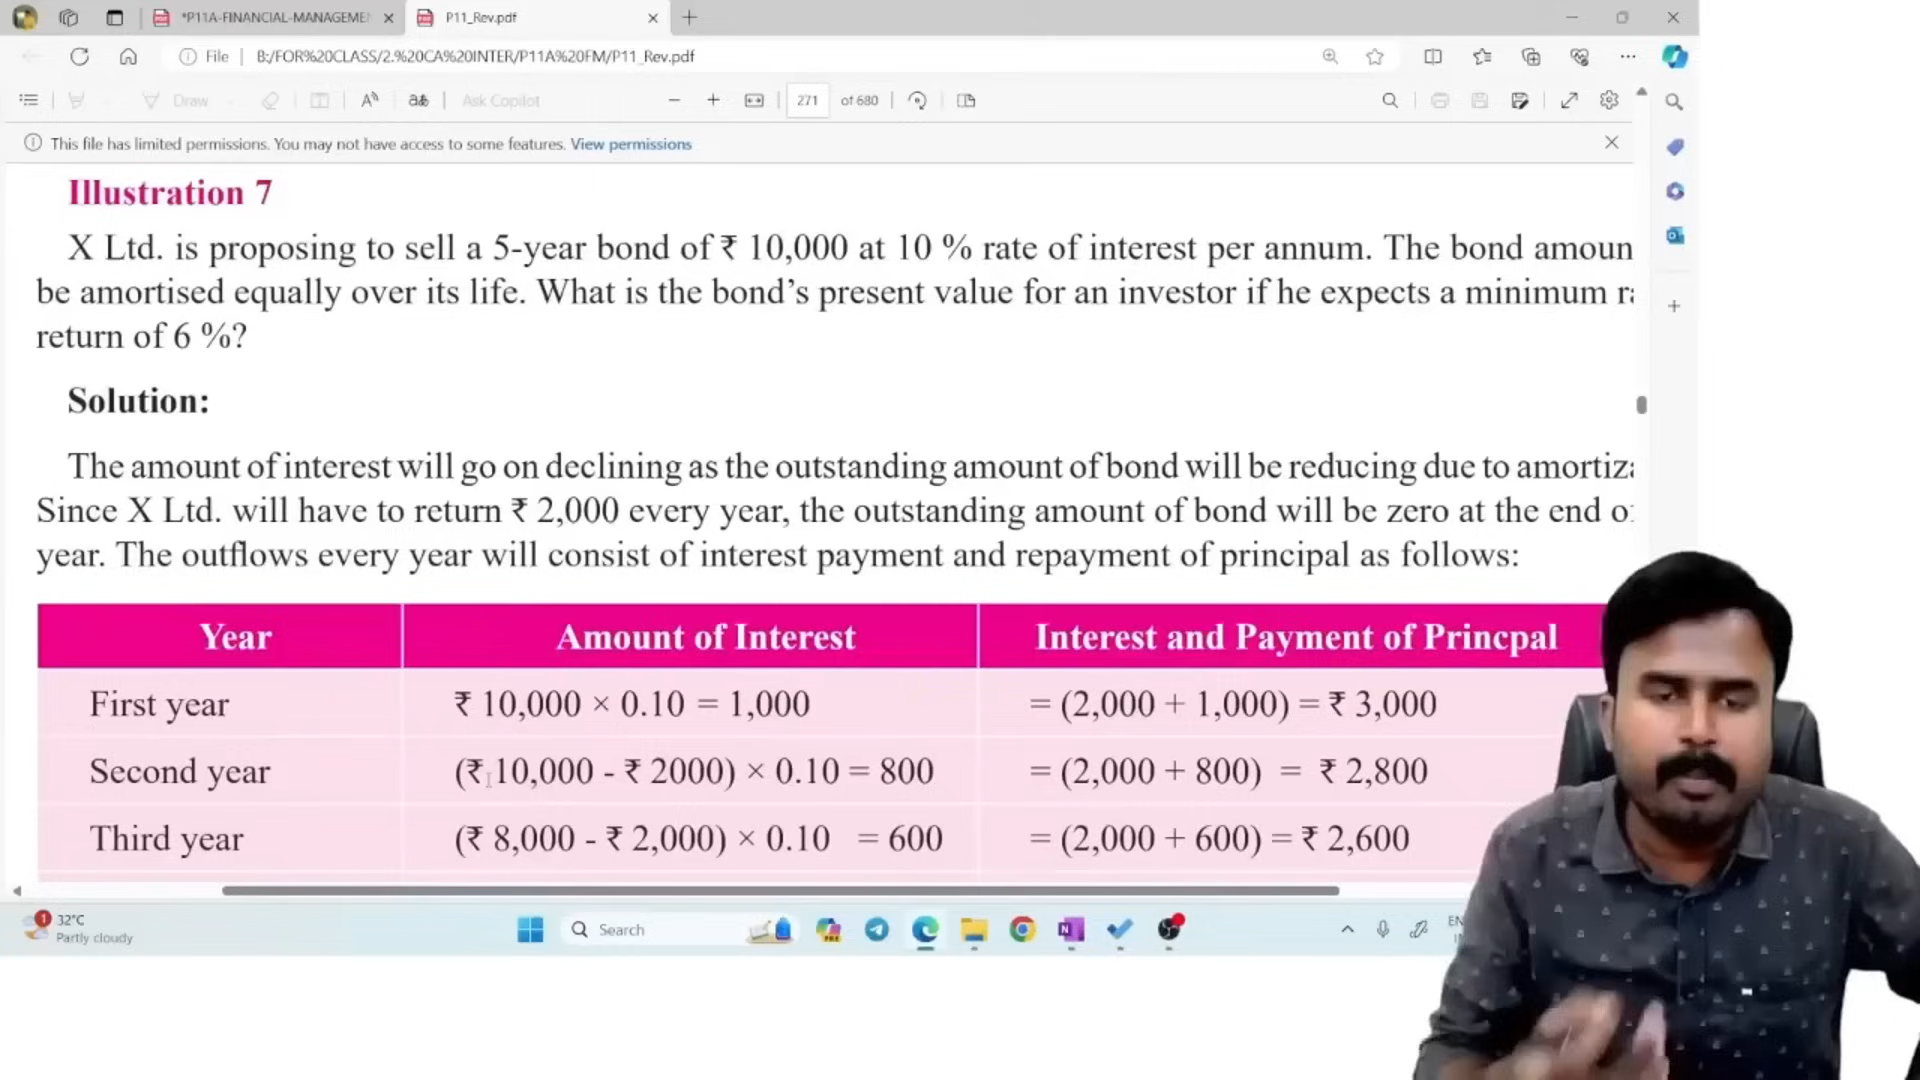 *P11A-FINANCIAL-MANAGEMEN
P11_Rev.pdf
File
B:/FOR%20CLASS/2.%20CA%20INTER/P11A%20FM/P11_Rev.pdf
Draw
Ask Copilot
271
of 680
This file has limited permissions. You may not have access to some features. View permissions
Illustration 7
X Ltd. is proposing to sell a 5-year bond of ₹ 10,000 at 10 % rate of interest per annum. The bond amoun
be amortised equally over its life. What is the bond’s present value for an investor if he expects a minimum ra
return of 6 %?
Solution:
The amount of interest will go on declining as the outstanding amount of bond will be reducing due to amortiza
Since X Ltd. will have to return ₹ 2,000 every year, the outstanding amount of bond will be zero at the end o
year. The outflows every year will consist of interest payment and repayment of principal as follows:
Year Amount of Interest Interest and Payment of Princpal
First year ₹ 10,000 × 0.10 = 1,000 = (2,000 + 1,000) = ₹ 3,000
Second year (₹ 10,000 - ₹ 2000) × 0.10 = 800 = (2,000 + 800) = ₹ 2,800
Third year (₹ 8,000 - ₹ 2,000) × 0.10 = 600 = (2,000 + 600) = ₹ 2,600
1
32°C
Partly cloudy
Search
PRE
EN
IN